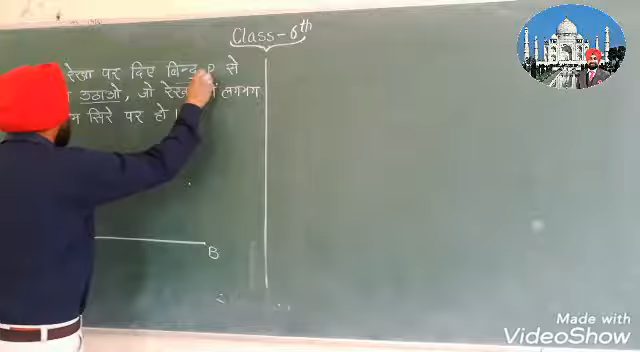 Class-6th
रेखा पर दिए बिन्दु P से
उठाओ, जो रेखा लगभग
सिरे पर हो।
B
Made with
VideoShow